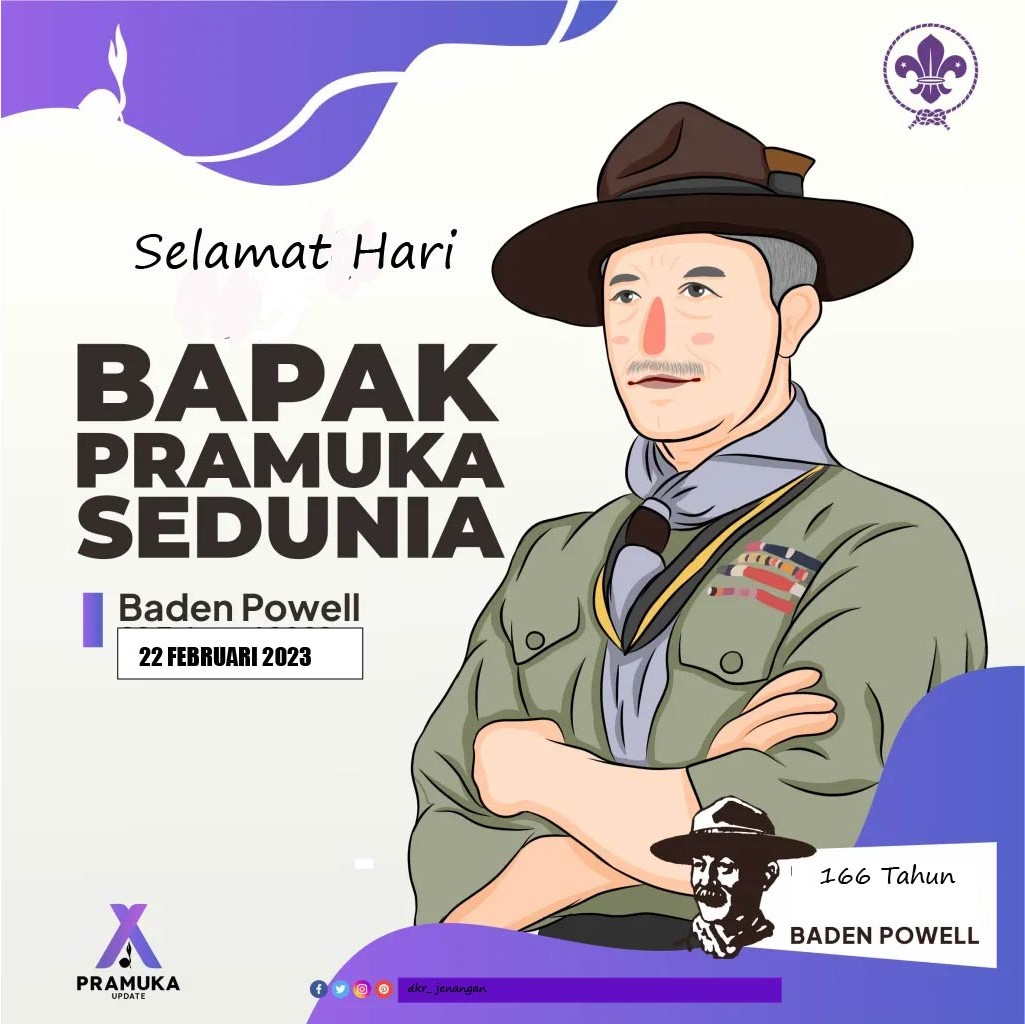 Selamat Hari
BAPAK
PRAMUKA
SEDUNIA
Baden Powell
22 FEBRUARI 2023
166 Tahun
BADEN POWELL
PRAMUKA
UPDATE
dkr_jenangan